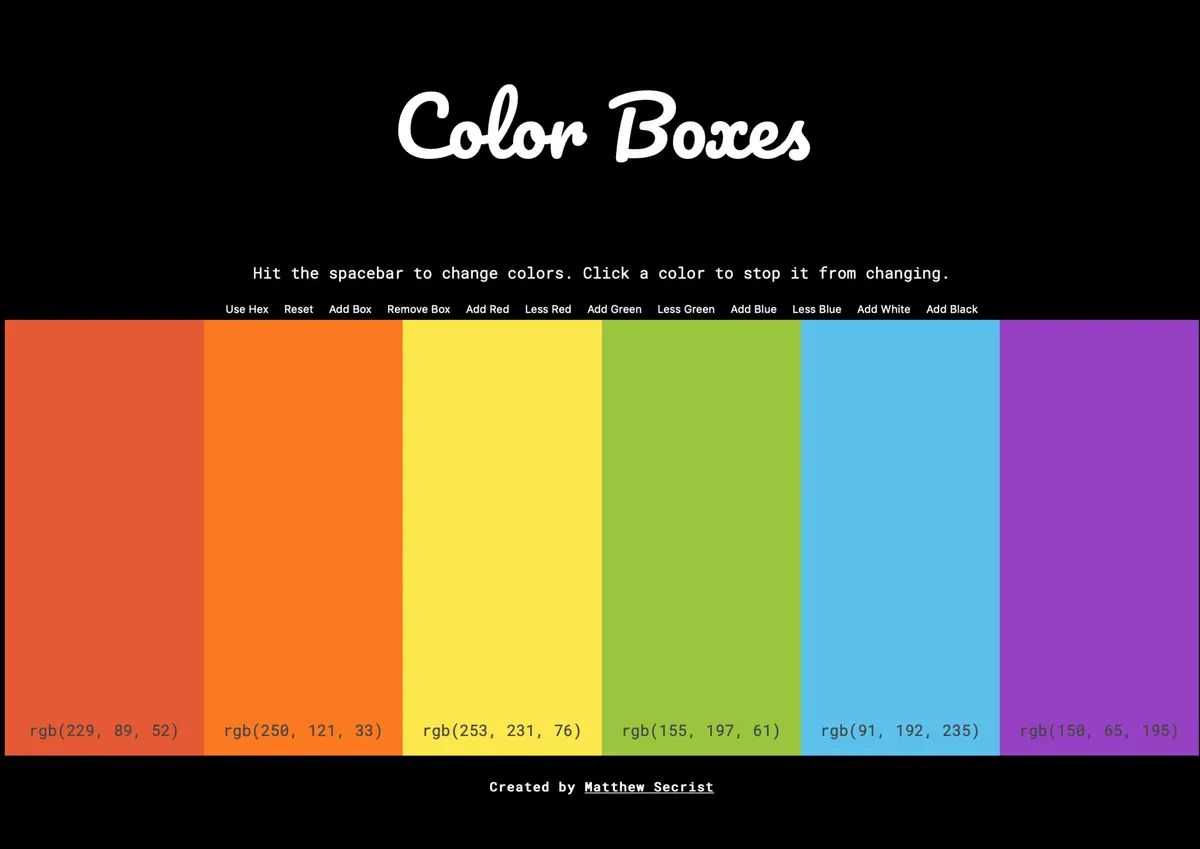 Color Boxes
Hit the spacebar to change colors. Click a color to stop it from changing.
Use Hex Reset Add Box Remove Box Add Red Less Red Add Green Less Green Add Blue Less Blue Add White Add Black
rgb(229, 89, 52) rgb(250, 121, 33) rgb(253, 231, 76) rgb(155, 197, 61) rgb(91, 192, 235) rgb(150, 65, 195)
Created by Matthew Secrist